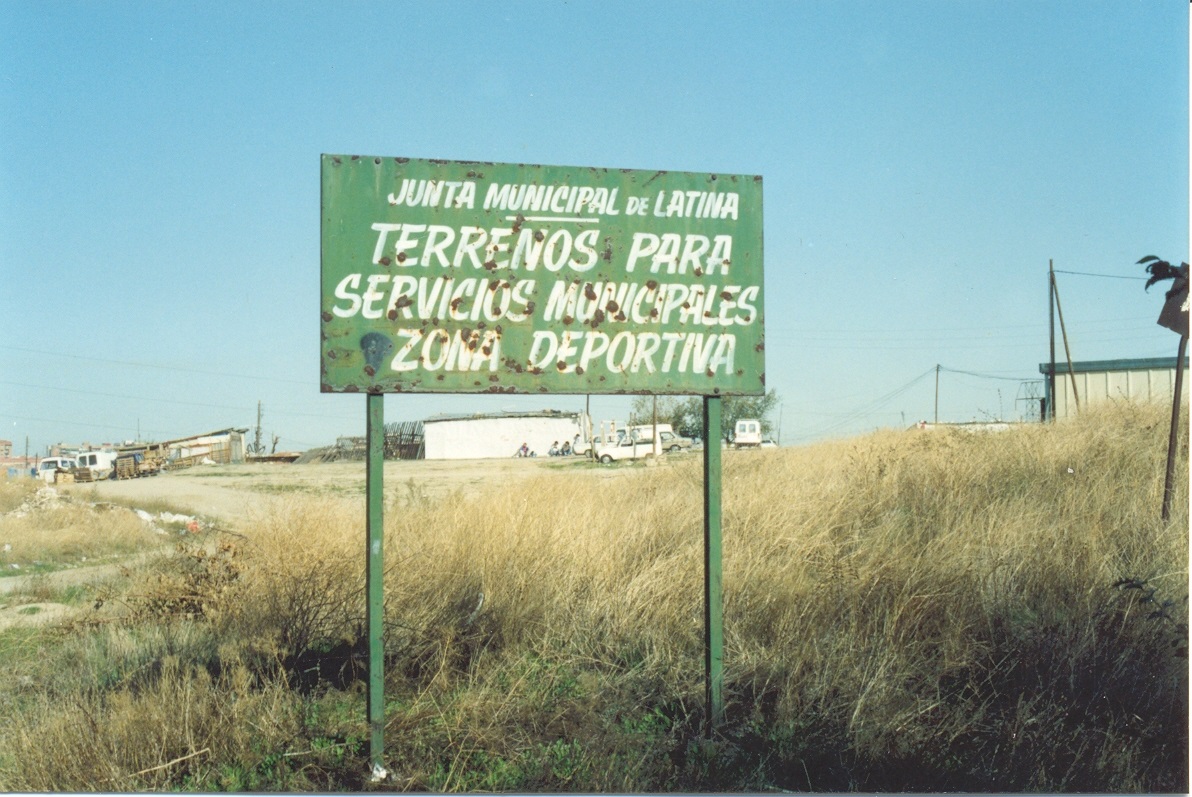 JUNTA MUNICIPAL DE LATINA
TERRENOS PARA
SERVICIOS MUNICIPALES
ZONA DEPORTIVA